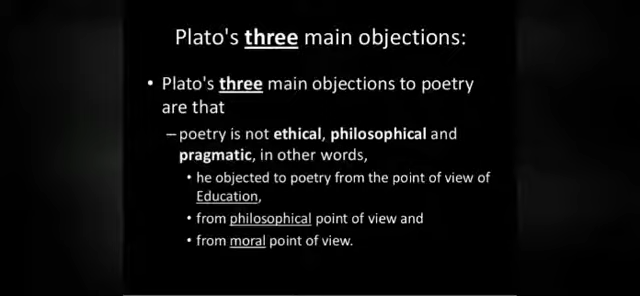 Plato's three main objections:
• Plato's three main objections to poetry
are that
– poetry is not ethical, philosophical and
pragmatic, in other words,
• he objected to poetry from the point of view of
Education,
• from philosophical point of view and
• from moral point of view.